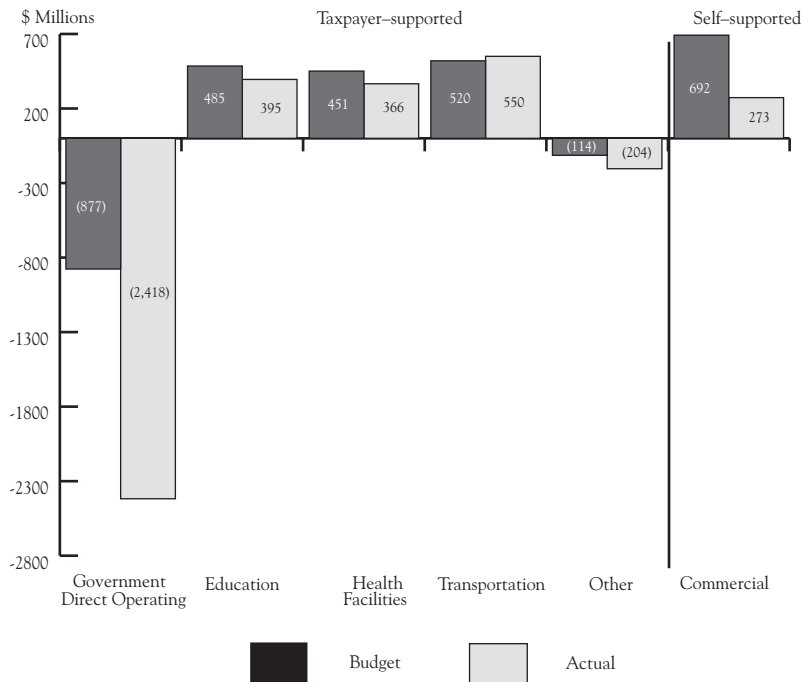 $ Millions
Taxpayer–supported
Self–supported
700
200
-300
-800
-1300
-1800
-2300
-2800
(877)
(2,418)
485
395
451
366
520
550
(114)
(204)
692
273
Government
Direct Operating
Education
Health
Facilities
Transportation
Other
Commercial
Budget
Actual